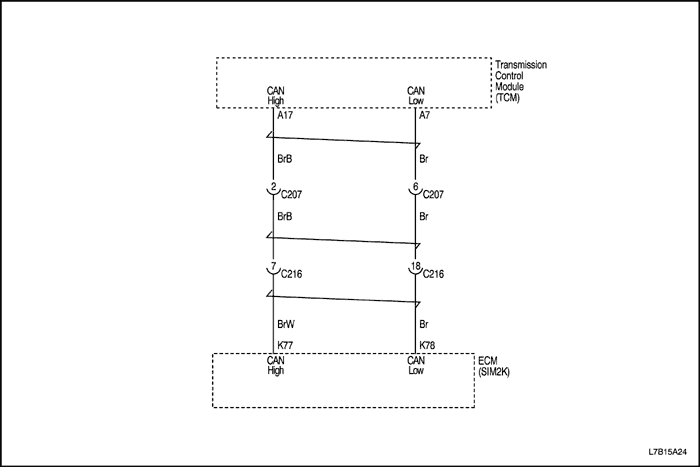 Transmission
Control
Module
(TCM)
CAN
High
CAN
Low
A17
A7
BrB
Br
2
C207
6
C207
BrB
Br
7
C216
18
C216
BrW
Br
K77
K78
CAN
High
CAN
Low
ECM
(SIM2K)
L7B15A24